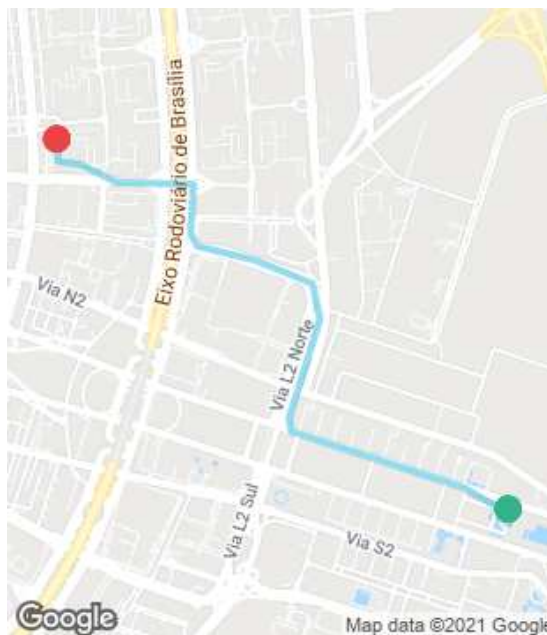 Eixo Rodoviário de Brasília
Via N2
Via L2 Norte
Via L2 Sul
Via S2
Google
Map data ©2021 Google